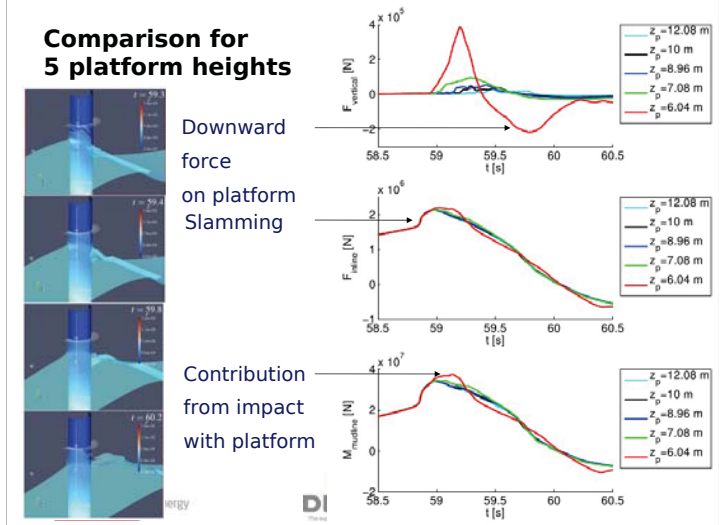 Comparison for
5 platform heights
t = 59.3
t = 59.4
t = 59.8
t = 60.2
Downward
force
on platform
Slamming
Contribution
from impact
with platform
x 10^5
4
2
0
−2
F_vertical [N]
58.5 59 59.5 60 60.5
t [s]
z_p=12.08 m
z_p=10 m
z_p=8.96 m
z_p=7.08 m
z_p=6.04 m
x 10^6
2
1
0
−1
F_inline [N]
58.5 59 59.5 60 60.5
t [s]
z_p=12.08 m
z_p=10 m
z_p=8.96 m
z_p=7.08 m
z_p=6.04 m
x 10^7
4
2
0
−2
M_mudline [N]
58.5 59 59.5 60 60.5
t [s]
z_p=12.08 m
z_p=10 m
z_p=8.96 m
z_p=7.08 m
z_p=6.04 m
nergy